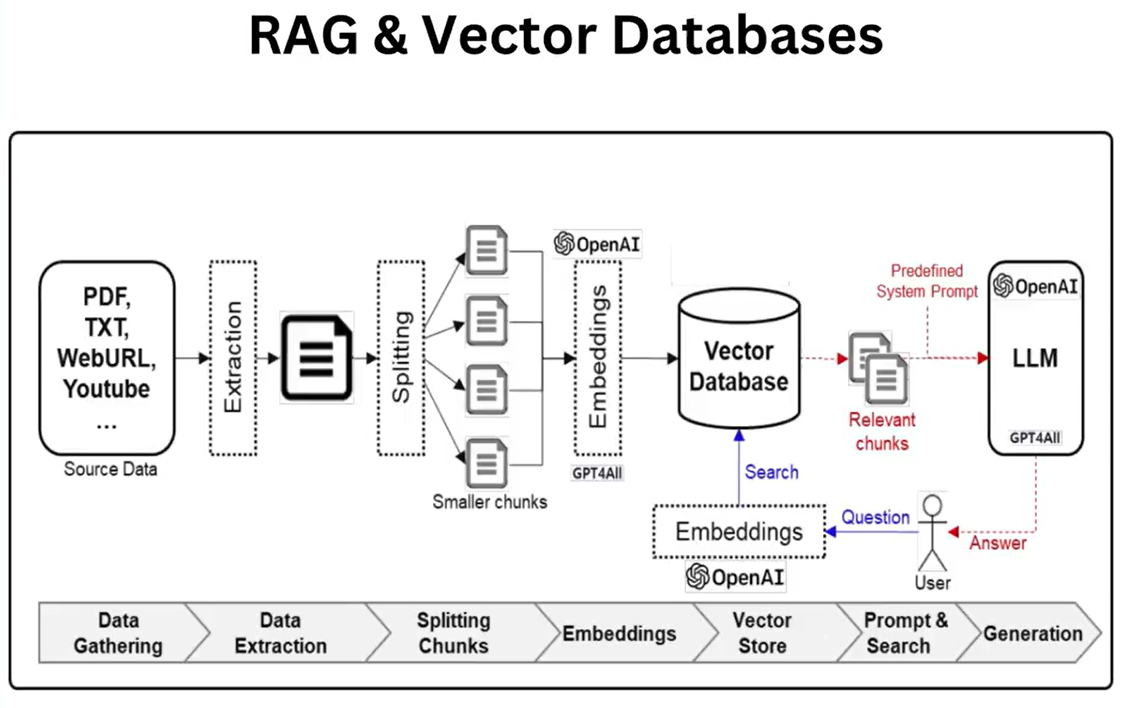 RAG & Vector Databases
PDF,
TXT,
WebURL,
Youtube
...
Source Data
Extraction
Splitting
Smaller chunks
OpenAI
Embeddings
GPT4All
Vector
Database
Search
Embeddings
OpenAI
Question
User
Answer
Relevant
chunks
Predefined
System Prompt
OpenAI
LLM
GPT4All
Data
Gathering
Data
Extraction
Splitting
Chunks
Embeddings
Vector
Store
Prompt &
Search
Generation